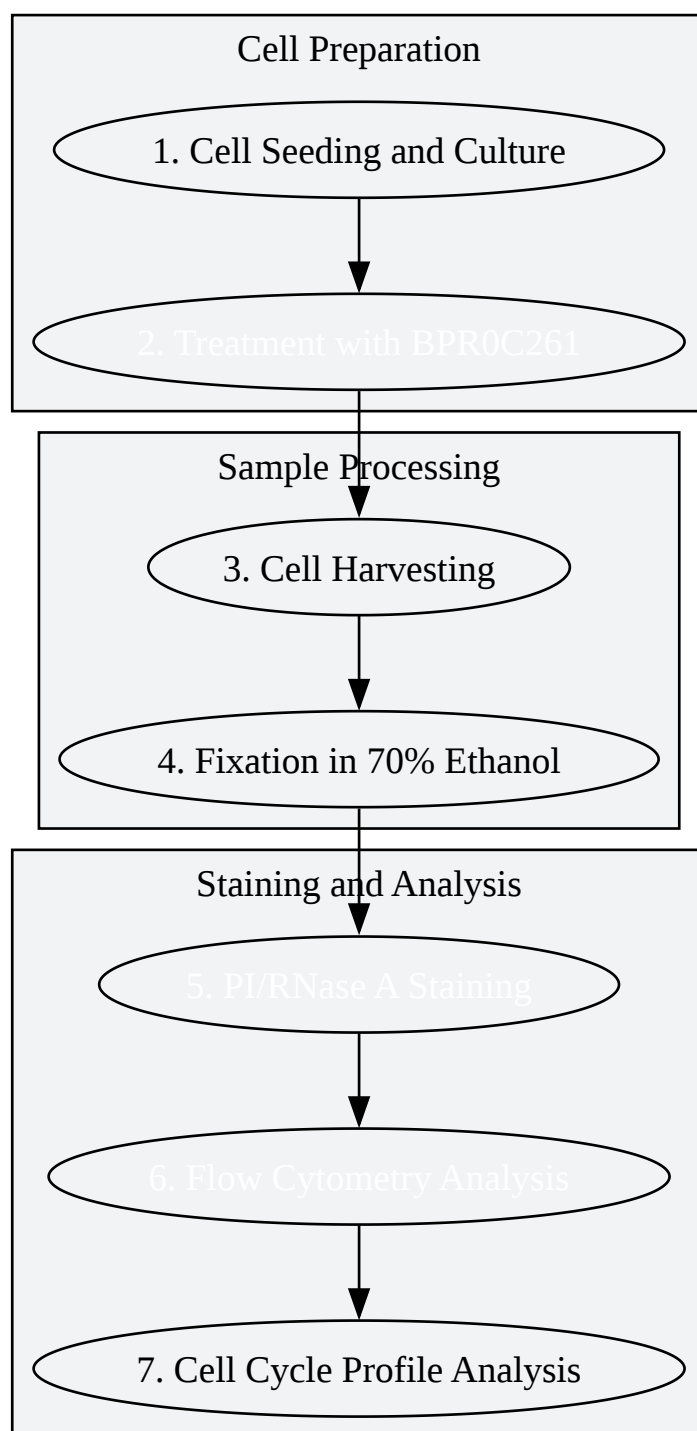 Cell Preparation
1. Cell Seeding and Culture
2. Treatment with BPR0C261
Sample Processing
3. Cell Harvesting
4. Fixation in 70% Ethanol
Staining and Analysis
5. PI/RNase A Staining
6. Flow Cytometry Analysis
7. Cell Cycle Profile Analysis